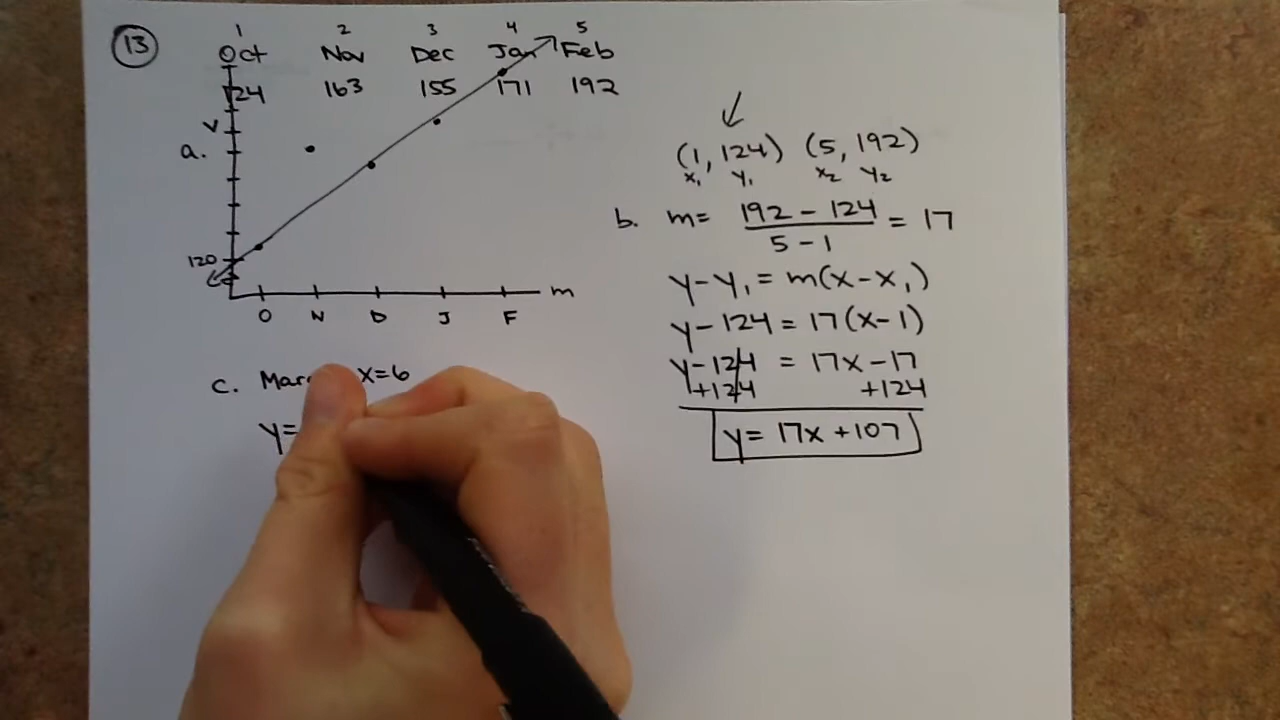 13
1 2 3 4 5
Oct Nov Dec Jan Feb
124 163 155 171 192
v
a.
120
O N D J F m
(1, 124) (5, 192)
x₁ y₁ x₂ y₂
b. m= 192 - 124 / 5 - 1 = 17
y-y₁ = m(x-x₁)
y-124 = 17(x-1)
y-124 = 17x-17
+124 +124
y= 17x +107
c. x=6
y=